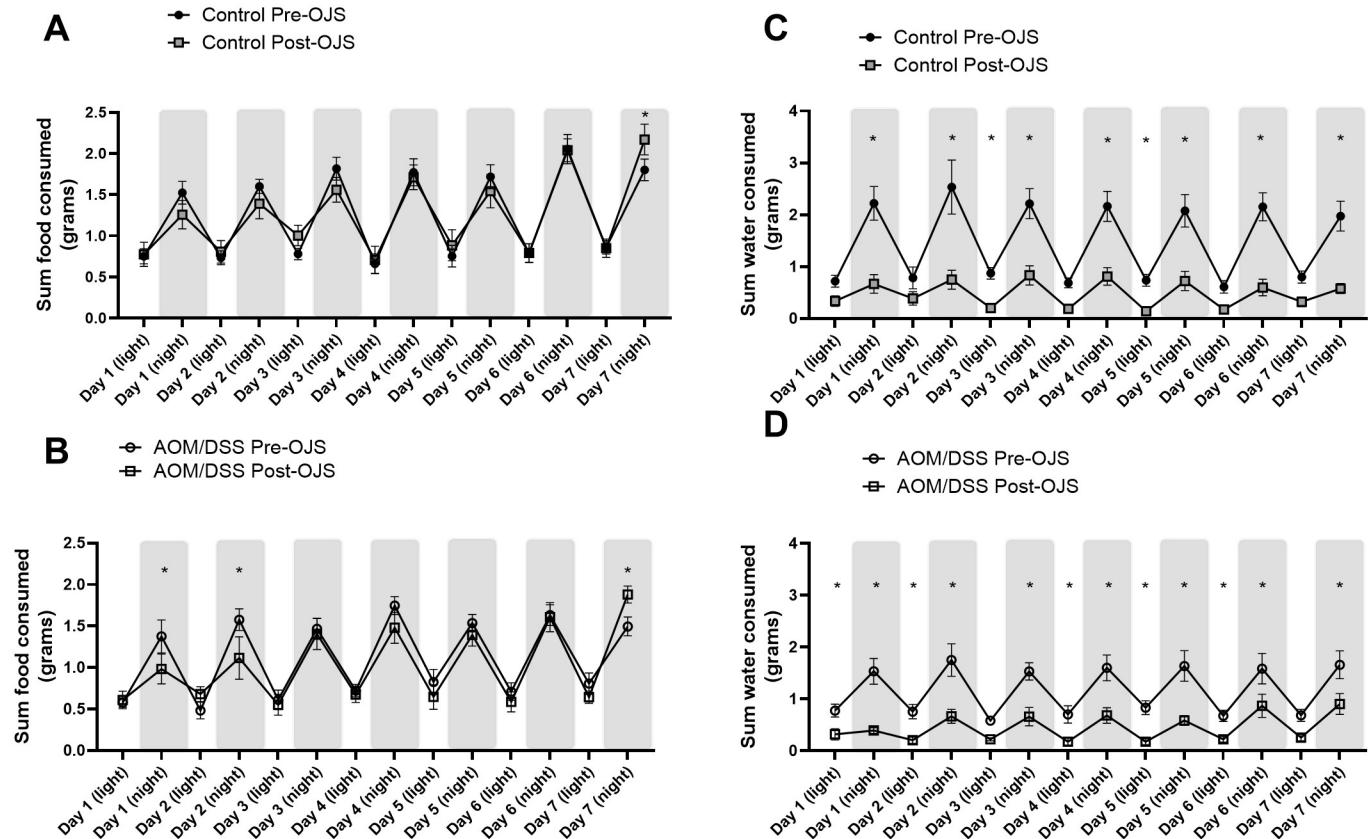 A
Control Pre-OJS
Control Post-OJS
Sum food consumed
(grams)
2.5
2.0
1.5
1.0
0.5
0.0
*
Day 1 (light)
Day 1 (night)
Day 2 (light)
Day 2 (night)
Day 3 (light)
Day 3 (night)
Day 4 (light)
Day 4 (night)
Day 5 (light)
Day 5 (night)
Day 6 (light)
Day 6 (night)
Day 7 (light)
Day 7 (night)
C
Control Pre-OJS
Control Post-OJS
Sum water consumed
(grams)
4
3
2
1
0
* * * * * * * * *
Day 1 (light)
Day 1 (night)
Day 2 (light)
Day 2 (night)
Day 3 (light)
Day 3 (night)
Day 4 (light)
Day 4 (night)
Day 5 (light)
Day 5 (night)
Day 6 (light)
Day 6 (night)
Day 7 (light)
Day 7 (night)
B
AOM/DSS Pre-OJS
AOM/DSS Post-OJS
Sum food consumed
(grams)
2.5
2.0
1.5
1.0
0.5
0.0
* * *
Day 1 (light)
Day 1 (night)
Day 2 (light)
Day 2 (night)
Day 3 (light)
Day 3 (night)
Day 4 (light)
Day 4 (night)
Day 5 (light)
Day 5 (night)
Day 6 (light)
Day 6 (night)
Day 7 (light)
Day 7 (night)
D
AOM/DSS Pre-OJS
AOM/DSS Post-OJS
Sum water consumed
(grams)
4
3
2
1
0
* * * * * * * * * * * *
Day 1 (light)
Day 1 (night)
Day 2 (light)
Day 2 (night)
Day 3 (light)
Day 3 (night)
Day 4 (light)
Day 4 (night)
Day 5 (light)
Day 5 (night)
Day 6 (light)
Day 6 (night)
Day 7 (light)
Day 7 (night)